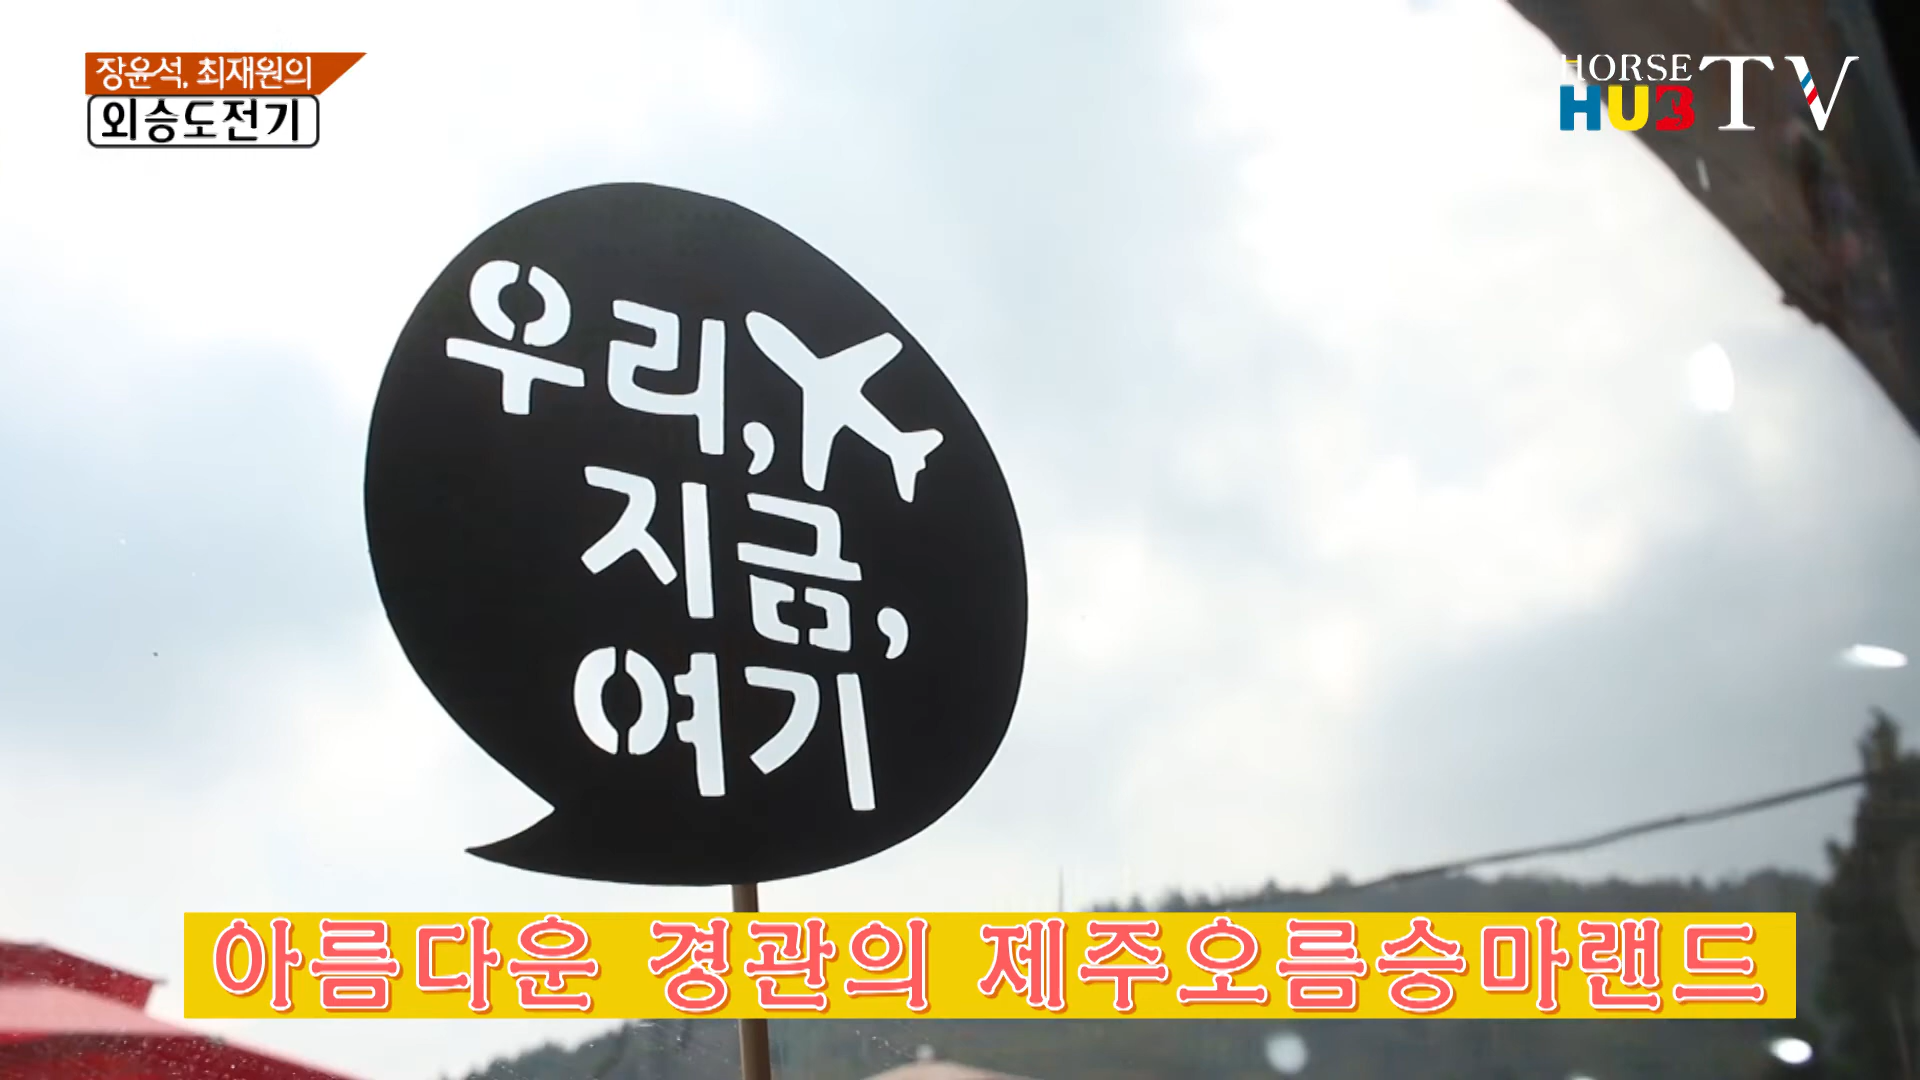 장윤석, 최재원의
외승도전기
HORSE
HUB TV
우리,
지금,
여기
아름다운 경관의 제주오름승마랜드